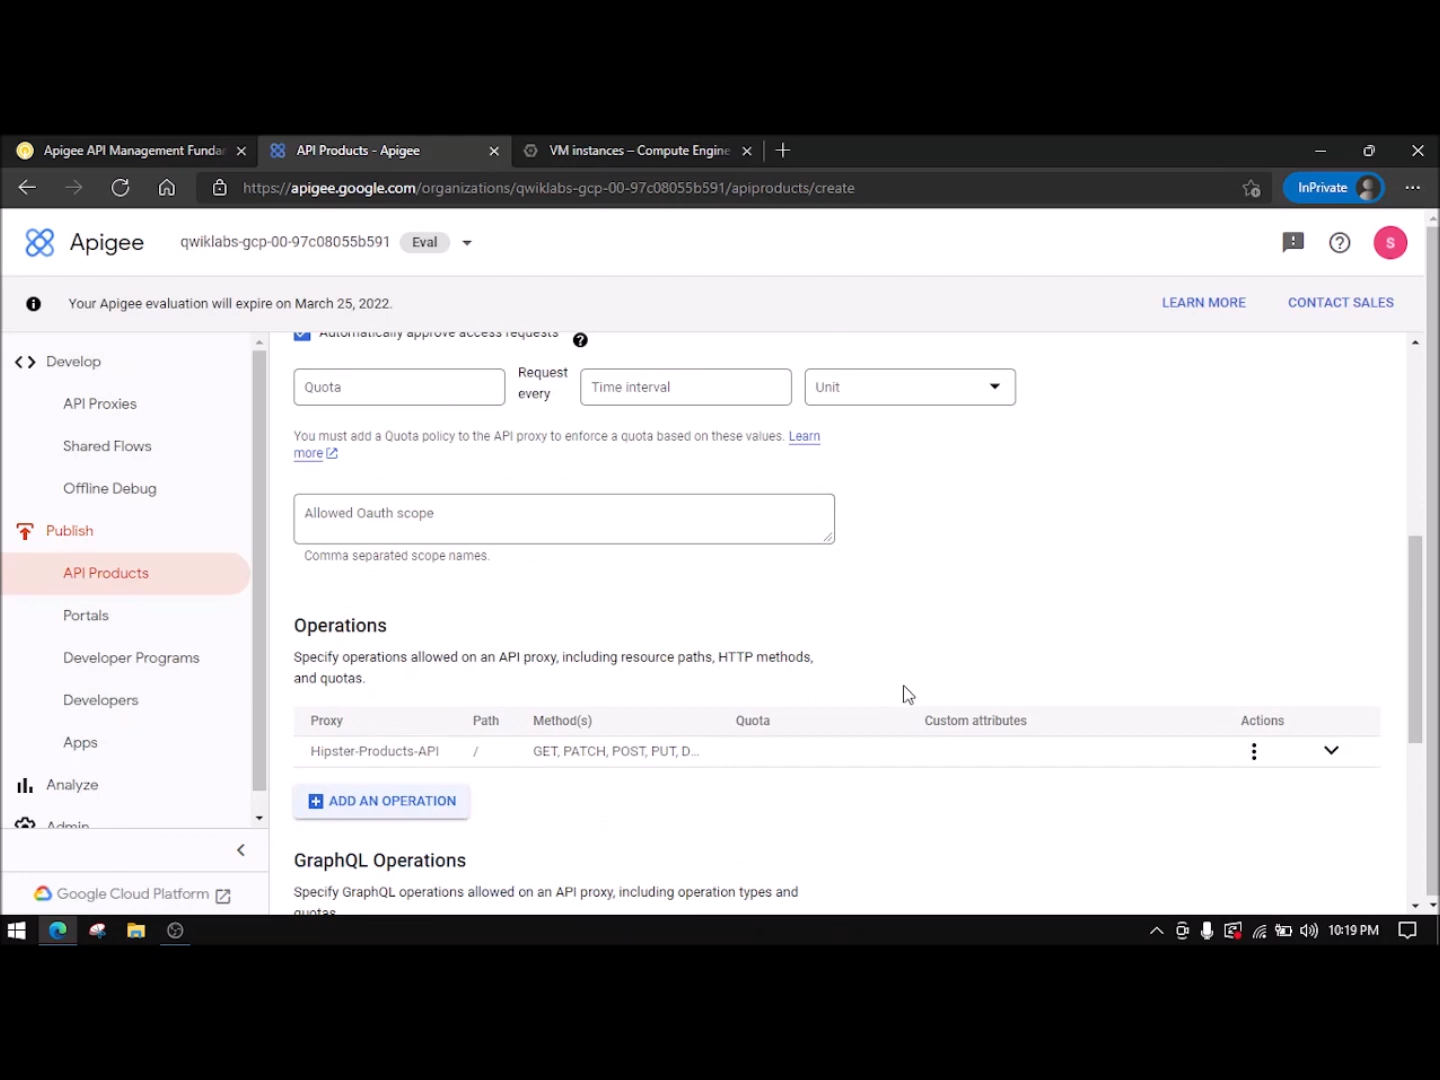 Apigee API Management Funda
API Products - Apigee
VM instances – Compute Engine
https://apigee.google.com/organizations/qwiklabs-gcp-00-97c08055b591/apiproducts/create
InPrivate
Apigee
qwiklabs-gcp-00-97c08055b591
Eval
S
Your Apigee evaluation will expire on March 25, 2022.
LEARN MORE
CONTACT SALES
Develop
API Proxies
Shared Flows
Offline Debug
Publish
API Products
Portals
Developer Programs
Developers
Apps
Analyze
Admin
Google Cloud Platform
Automatically approve access requests
Quota
Request
every
Time interval
Unit
You must add a Quota policy to the API proxy to enforce a quota based on these values. Learn
more
Allowed Oauth scope
Comma separated scope names.
Operations
Specify operations allowed on an API proxy, including resource paths, HTTP methods,
and quotas.
Proxy Path Method(s) Quota Custom attributes Actions
Hipster-Products-API / GET, PATCH, POST, PUT, D...
ADD AN OPERATION
GraphQL Operations
Specify GraphQL operations allowed on an API proxy, including operation types and
quotas.
10:19 PM